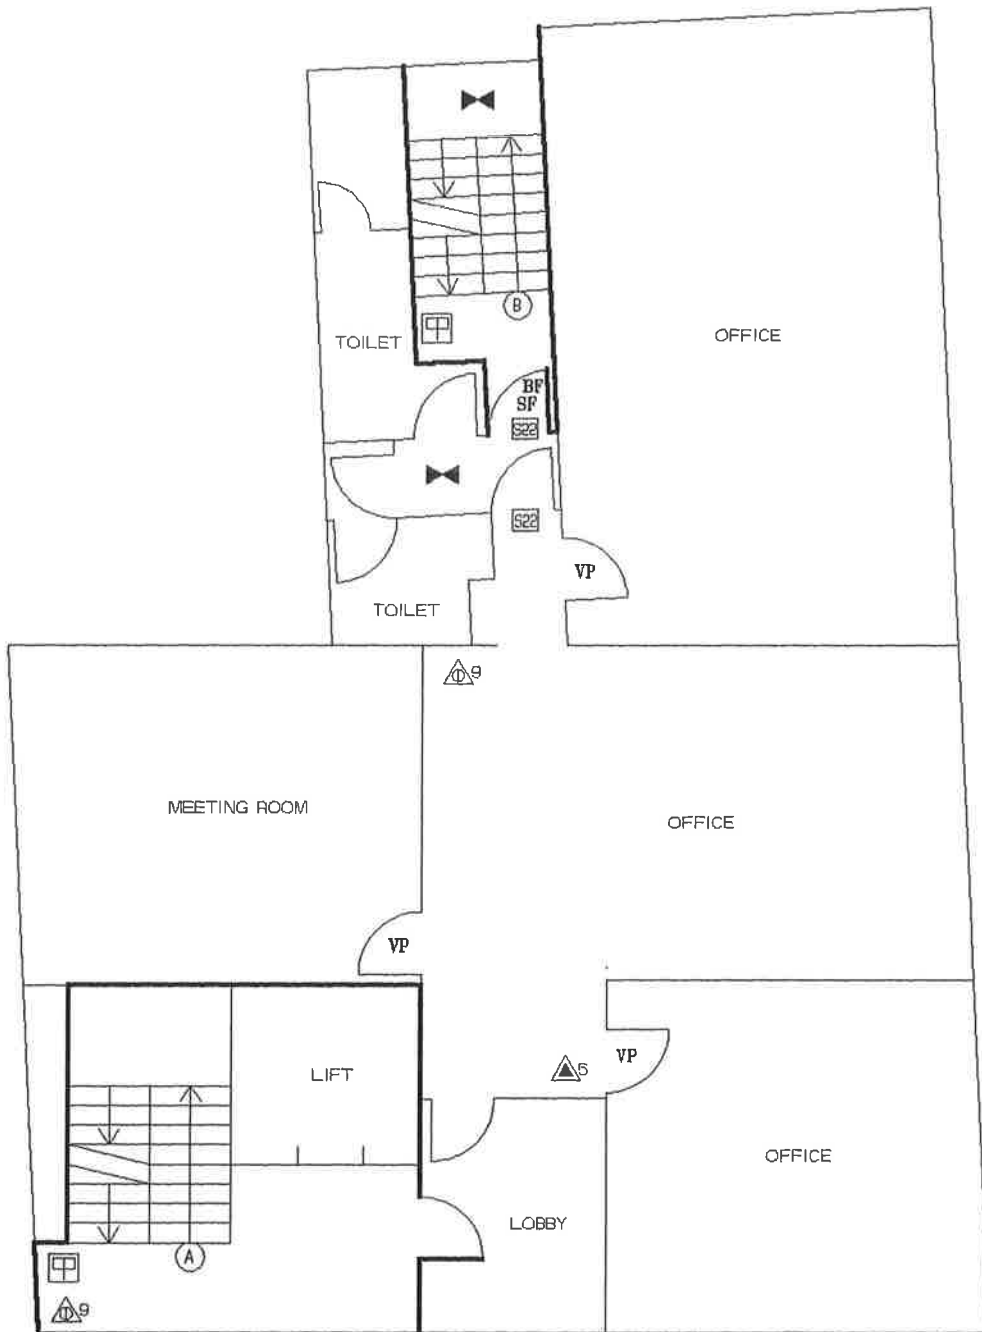 B
TOILET
OFFICE
BF
SF
S22
S22
VP
TOILET
9
MEETING ROOM
OFFICE
VP
LIFT
5
VP
OFFICE
LOBBY
A
9